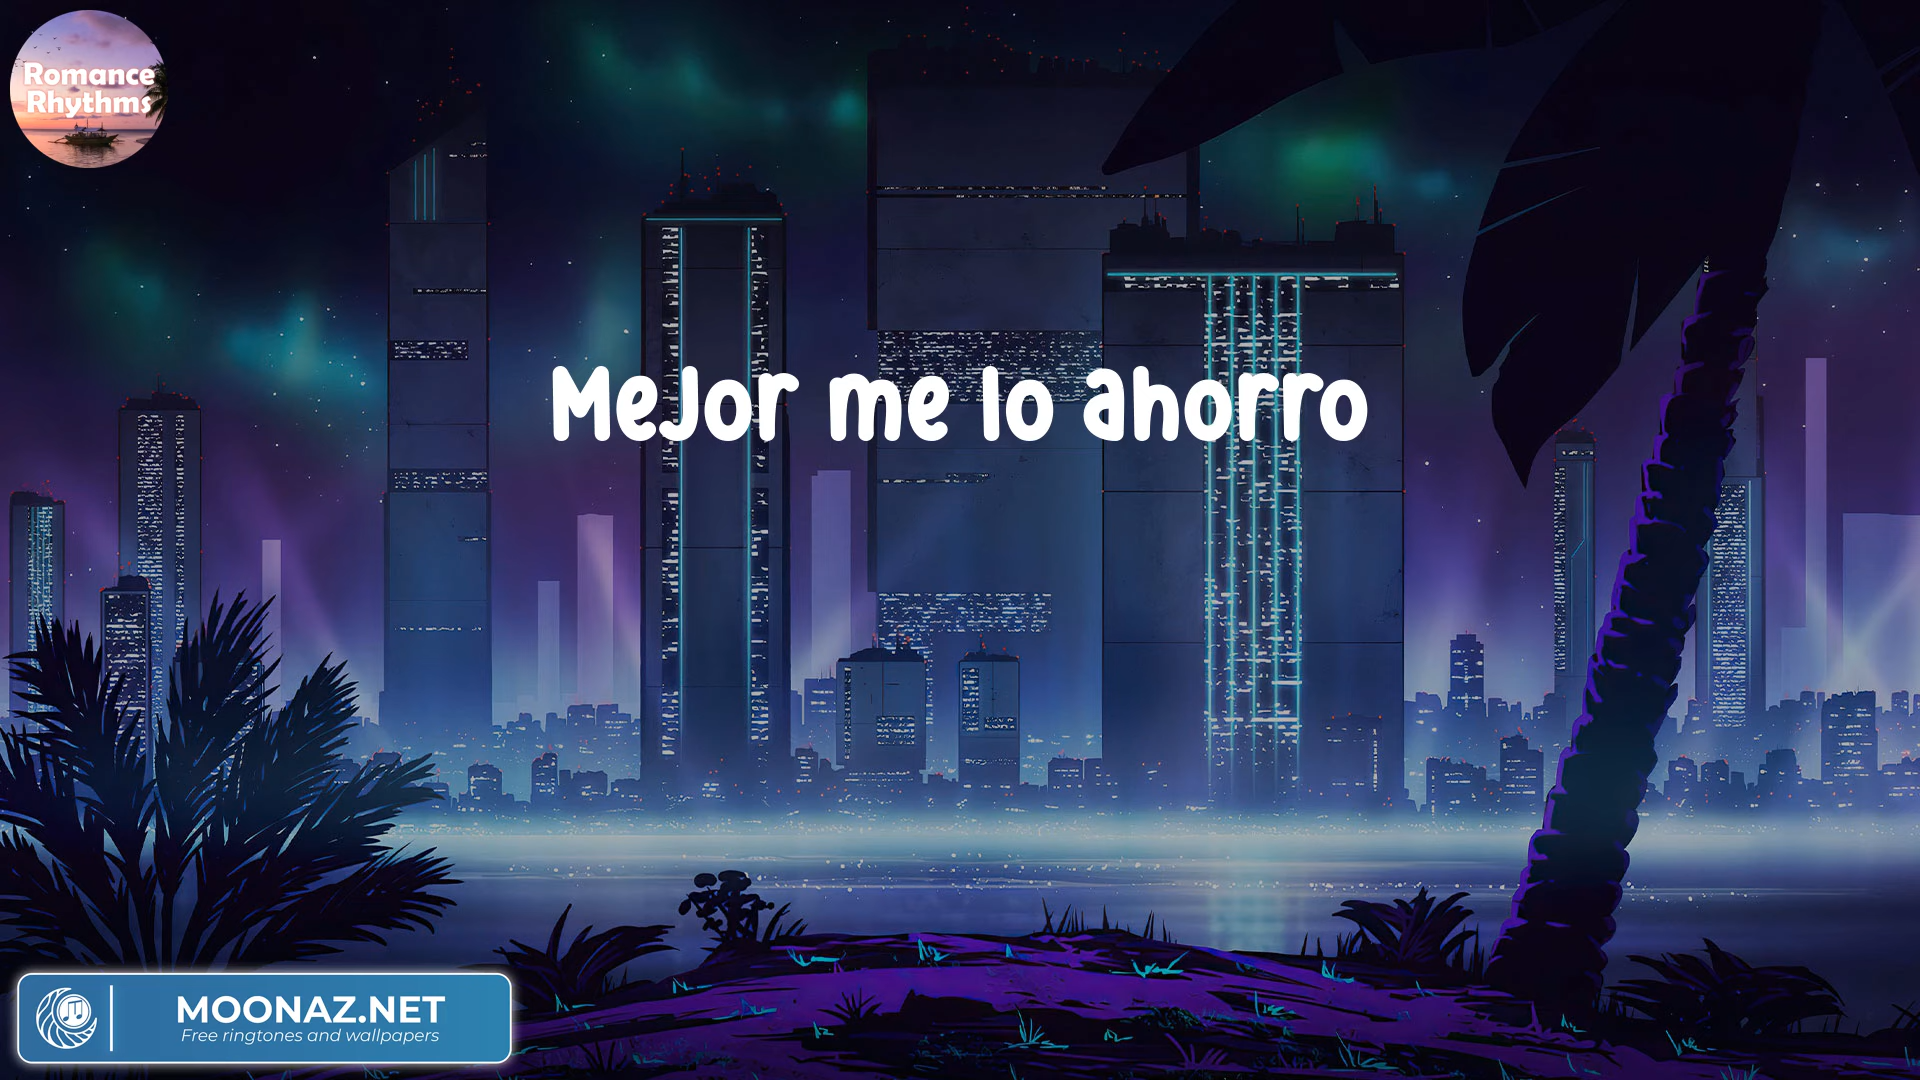 Romance
Rhythms
Mejor me lo ahorro
MOONAZ.NET
Free ringtones and wallpapers